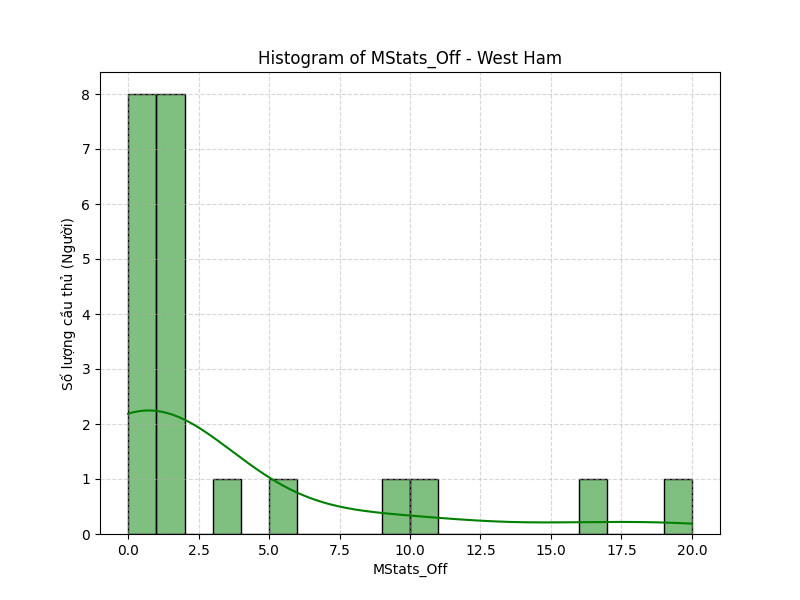 Histogram of MStats_Off - West Ham
Số lượng cầu thủ (Người)
8
7
6
5
4
3
2
1
0
0.0 2.5 5.0 7.5 10.0 12.5 15.0 17.5 20.0
MStats_Off